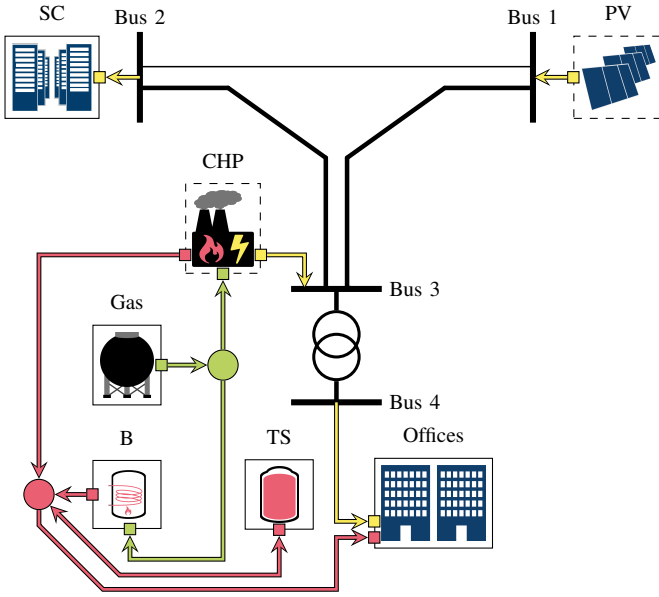 SC
Bus 2
Bus 1
PV
CHP
Bus 3
Gas
Bus 4
B
TS
Offices